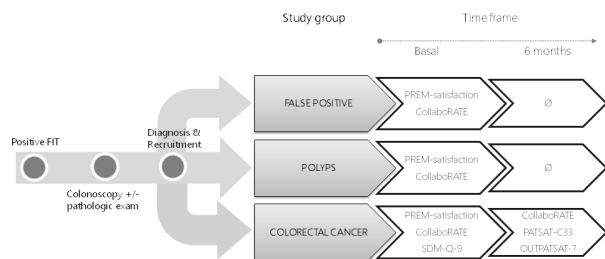 Study group
Time frame
Basal
6 months
Positive FIT
Colonoscopy +/-
pathologic exam
Diagnosis &
Recruitment
FALSE POSITIVE
PREM-satisfaction
CollaboRATE
∅
POLYPS
PREM-satisfaction
CollaboRATE
∅
COLORECTAL CANCER
PREM-satisfaction
CollaboRATE
SDM-Q-9
CollaboRATE
PATSAT-C33
OUTPATSAT-7